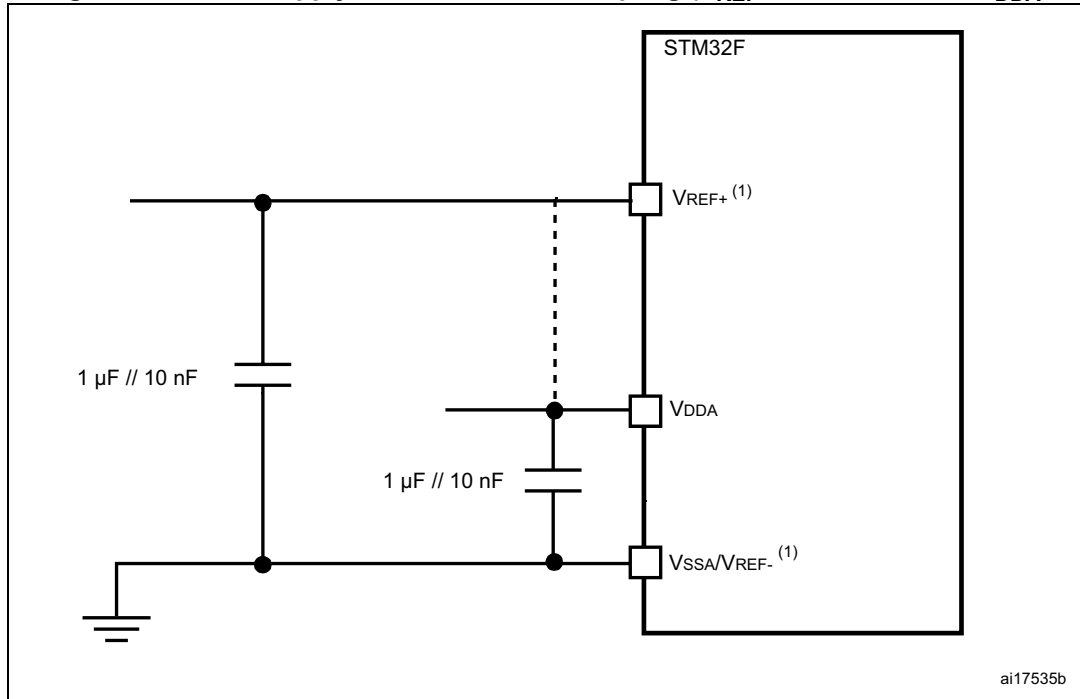 STM32F
VREF+ (1)
1 µF // 10 nF
VDDA
1 µF // 10 nF
VSSA/VREF- (1)
ai17535b